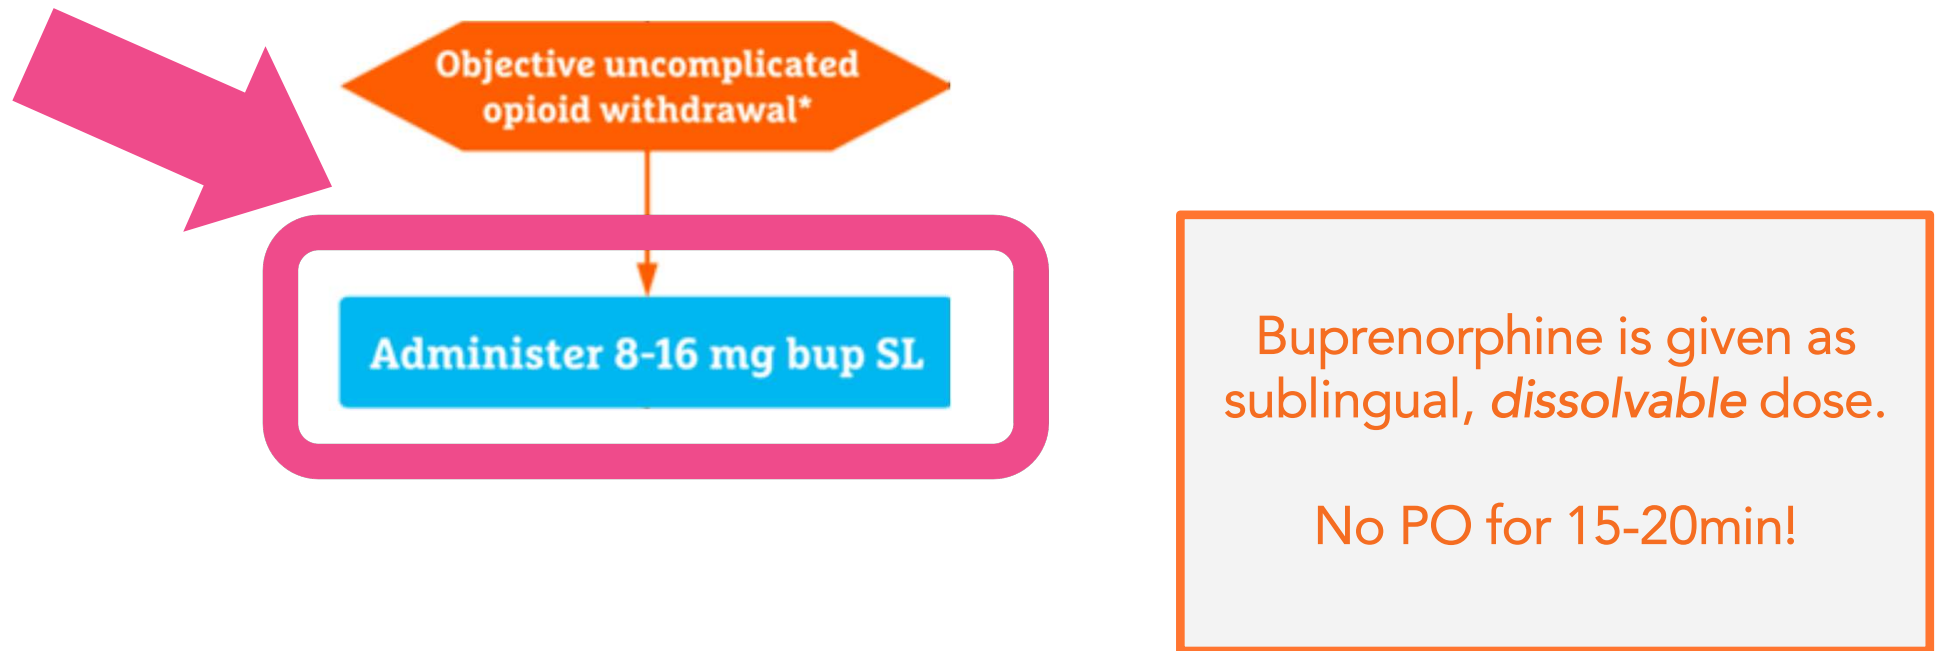 Objective uncomplicated
opioid withdrawal*
Administer 8-16 mg bup SL
Buprenorphine is given as
sublingual, dissolvable dose.
No PO for 15-20min!